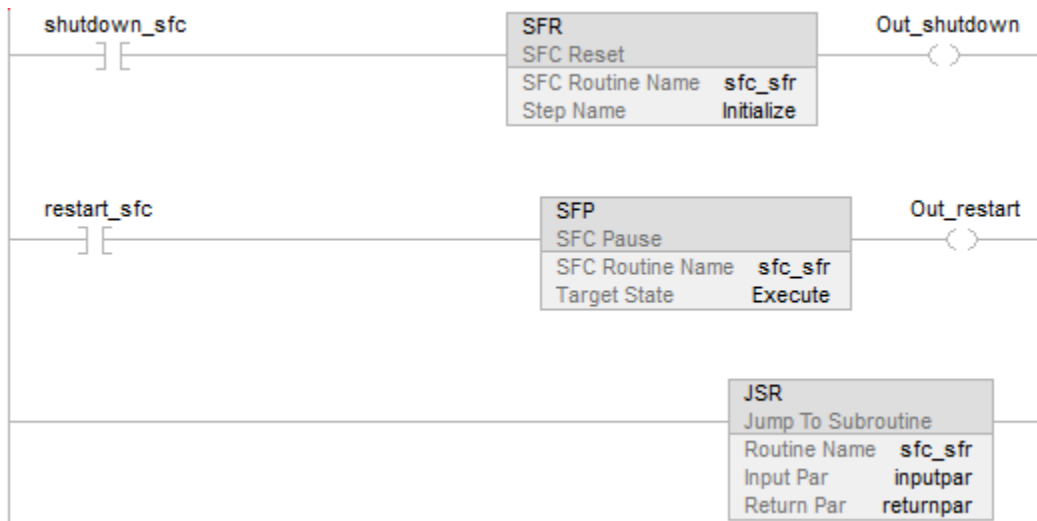 shutdown_sfc
SFR
Out_shutdown
SFC Reset
SFC Routine Name sfc_sfr
Step Name Initialize
restart_sfc
SFP
Out_restart
SFC Pause
SFC Routine Name sfc_sfr
Target State Execute
JSR
Jump To Subroutine
Routine Name sfc_sfr
Input Par inputpar
Return Par returnpar